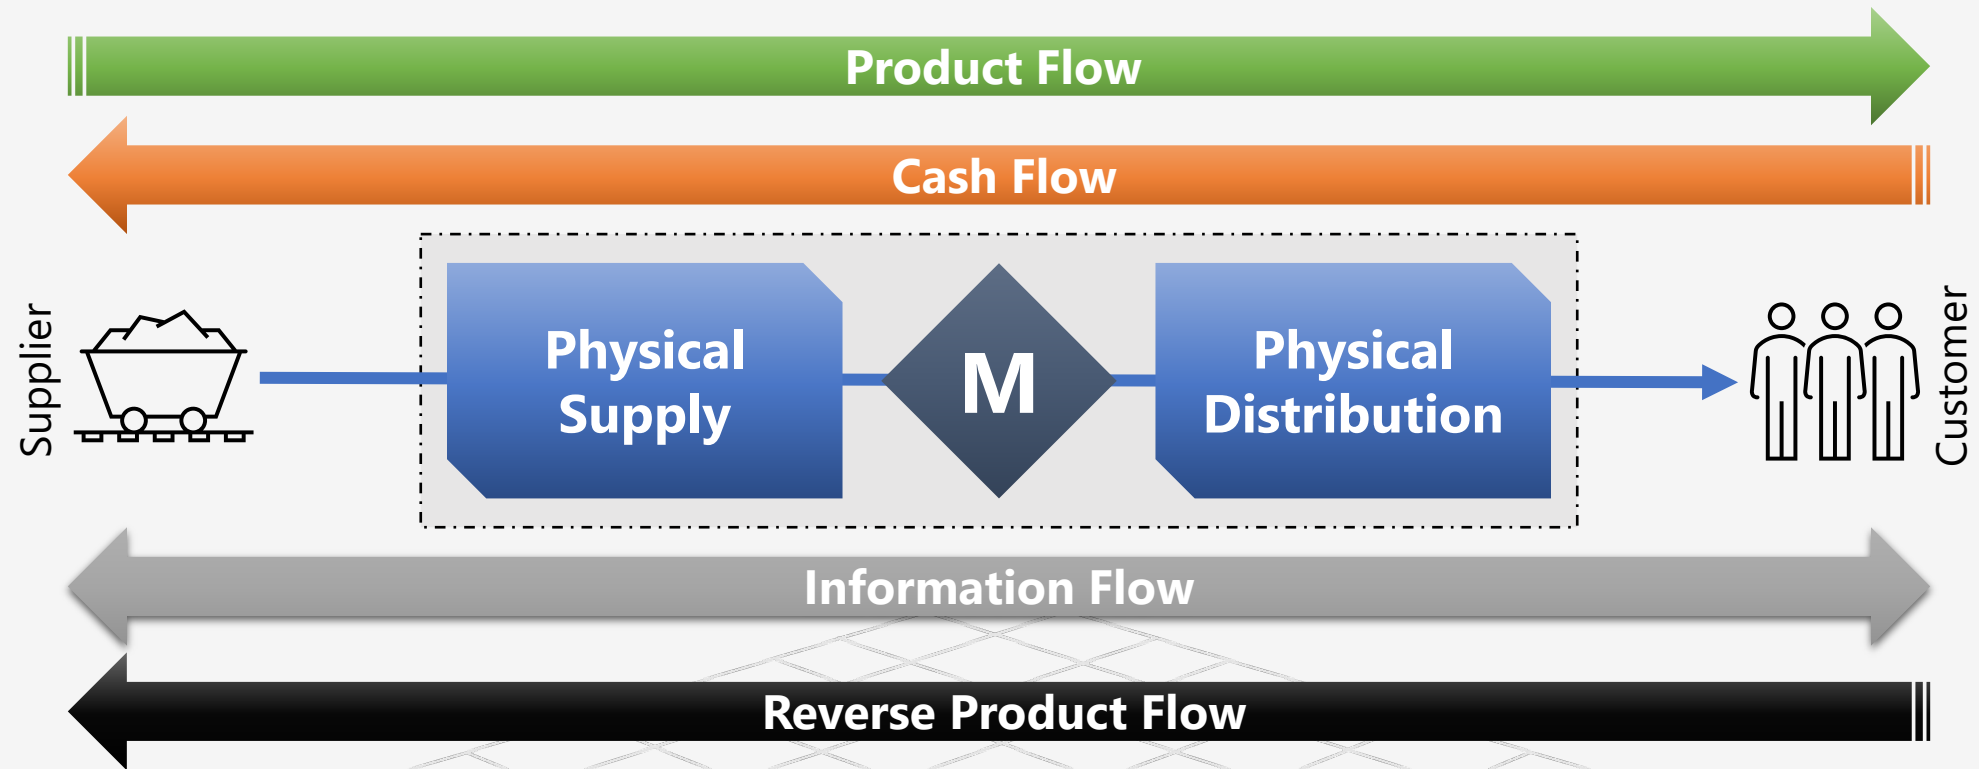 Product Flow
Cash Flow
Supplier
Physical
Supply
M
Physical
Distribution
Customer
Information Flow
Reverse Product Flow